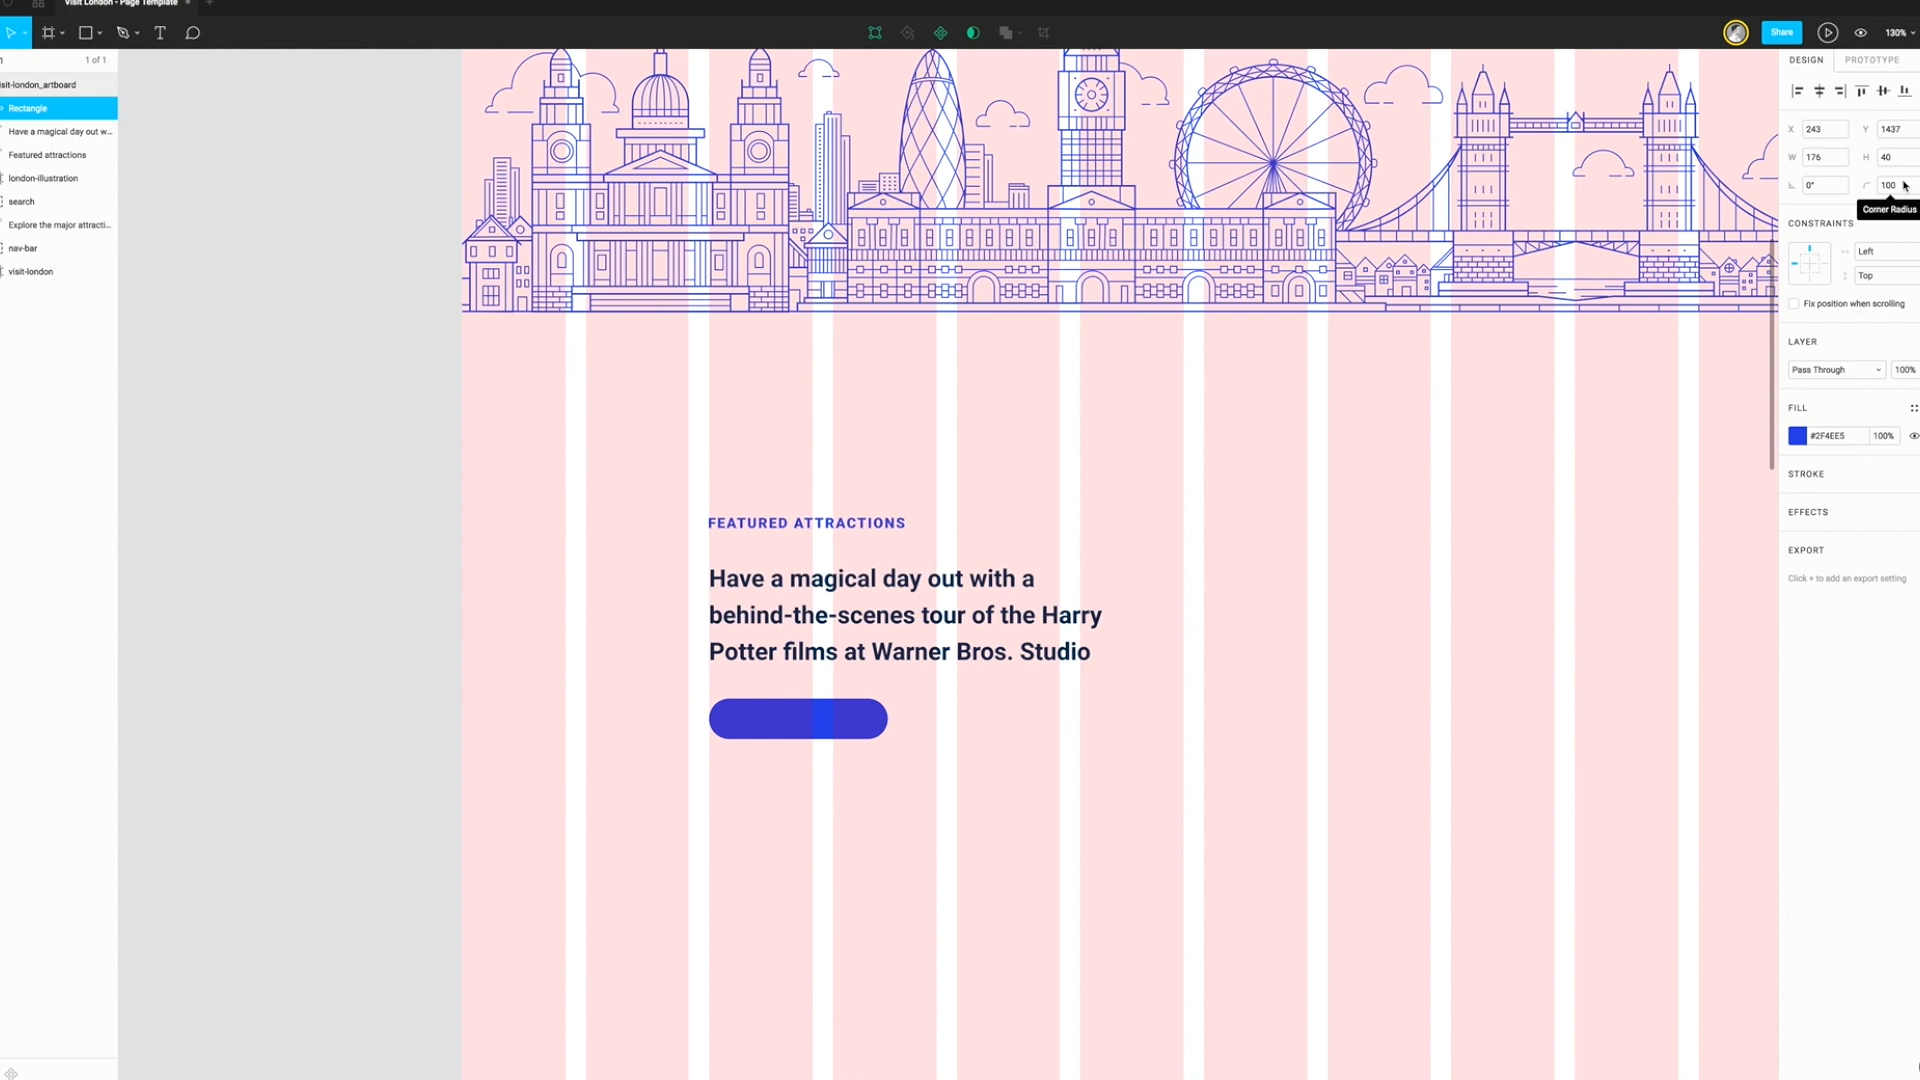 Visit London - Page Template
Share
130%
1
1 of 1
isit-london_artboard
Rectangle
Have a magical day out w...
Featured attractions
london-illustration
search
Explore the major attracti...
nav-bar
visit-london
FEATURED ATTRACTIONS
Have a magical day out with a
behind-the-scenes tour of the Harry
Potter films at Warner Bros. Studio
DESIGN
PROTOTYPE
X 243 Y 1437
W 176 H 40
0° 100
Corner Radius
CONSTRAINTS
Left
Top
Fix position when scrolling
LAYER
Pass Through 100%
FILL
#2F4EE5 100%
STROKE
EFFECTS
EXPORT
Click + to add an export setting